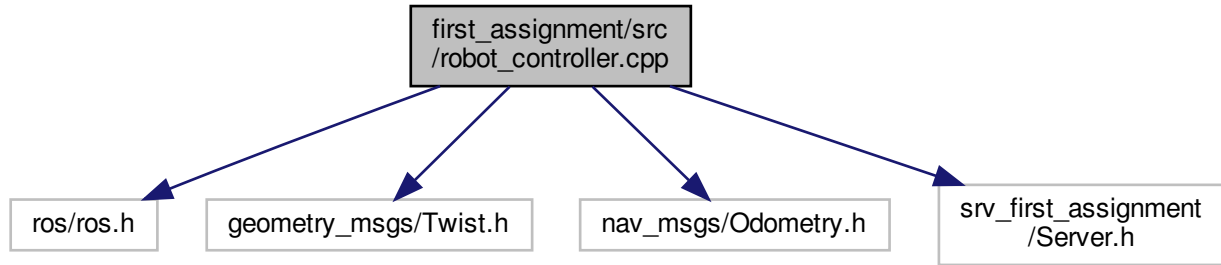 first_assignment/src
/robot_controller.cpp
ros/ros.h
geometry_msgs/Twist.h
nav_msgs/Odometry.h
srv_first_assignment
/Server.h